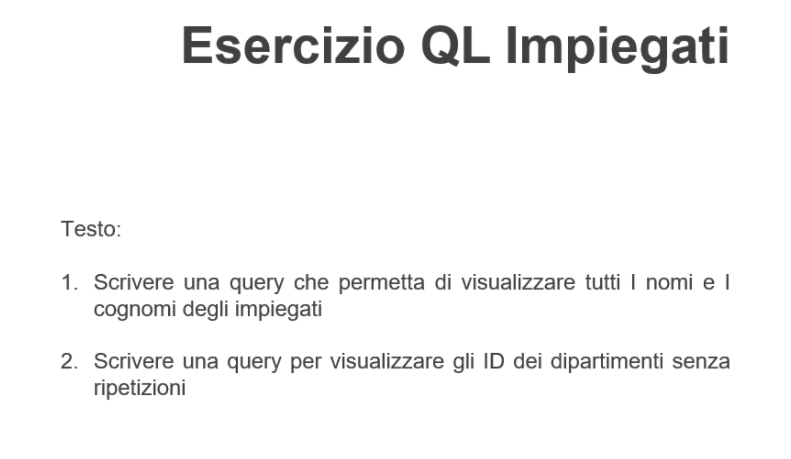 Esercizio QL Impiegati
Testo:
1. Scrivere una query che permetta di visualizzare tutti I nomi e I
cognomi degli impiegati
2. Scrivere una query per visualizzare gli ID dei dipartimenti senza
ripetizioni